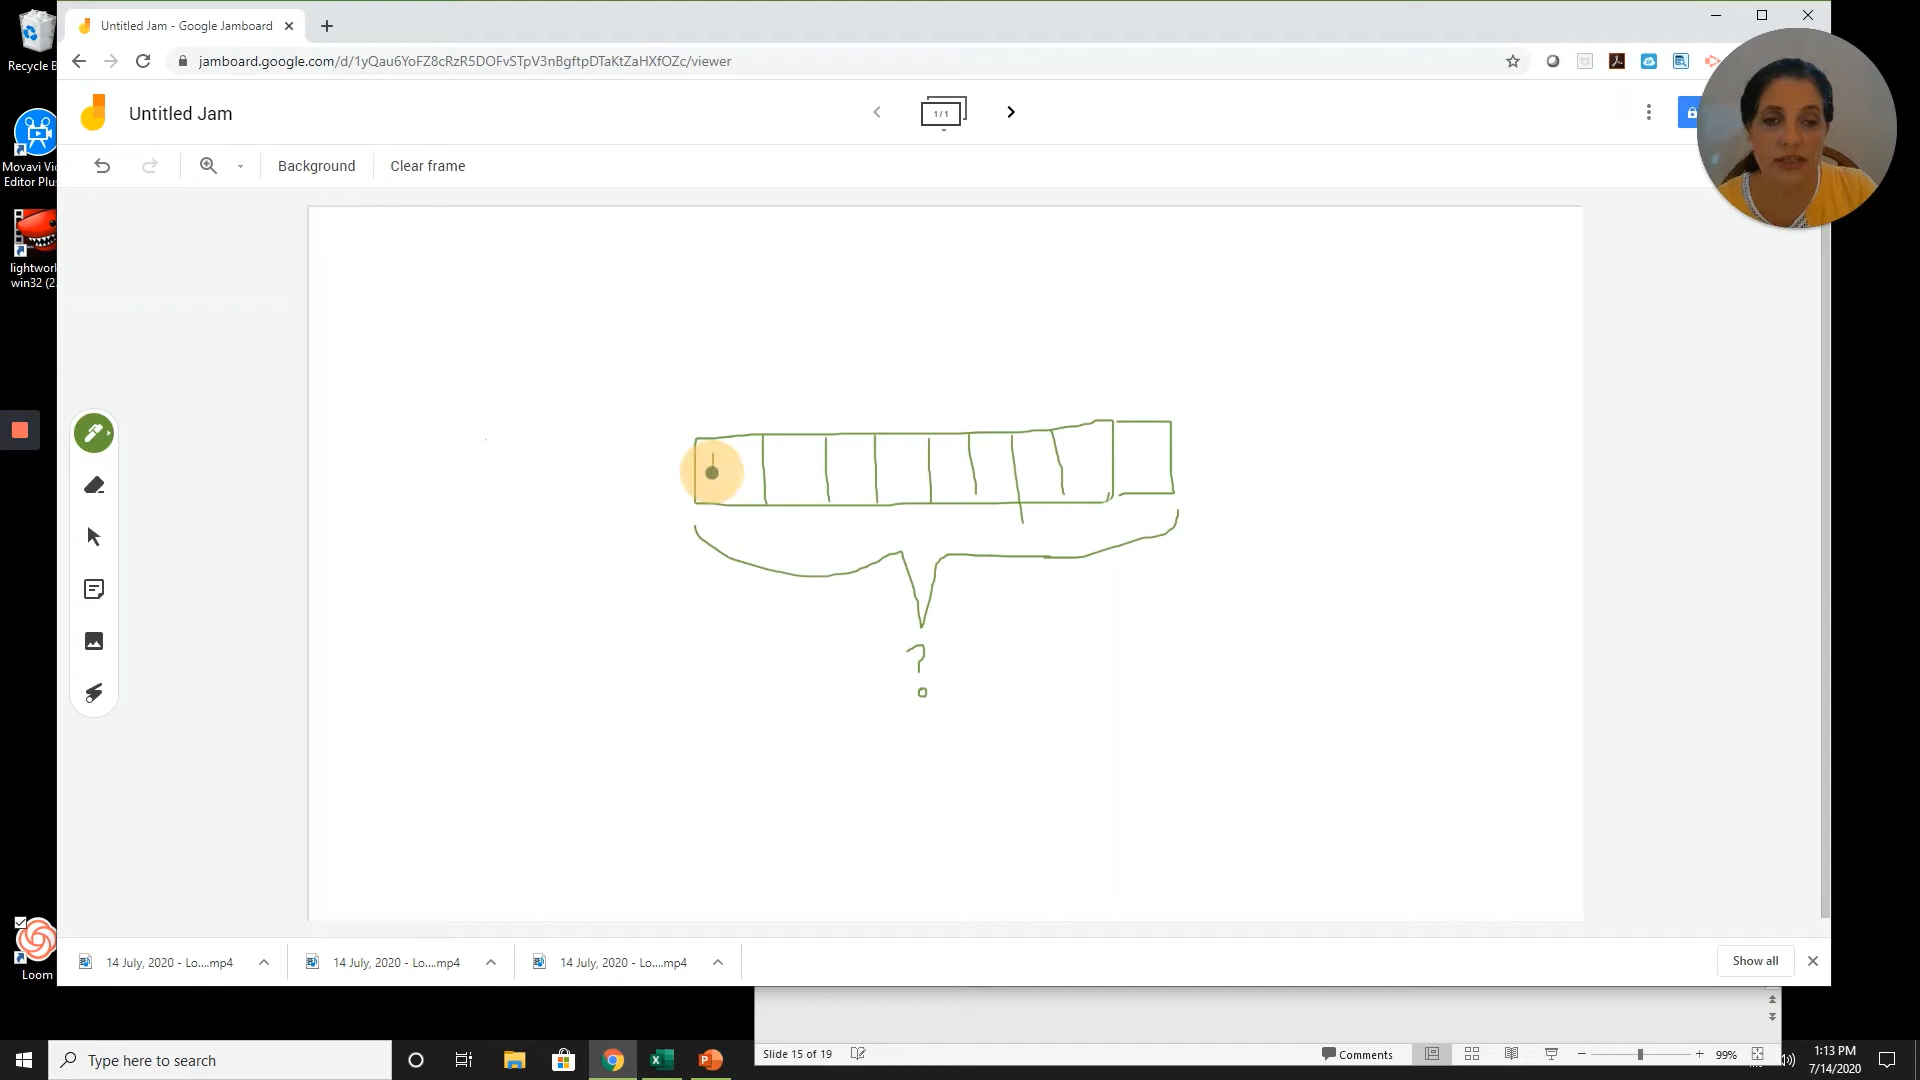 Untitled Jam - Google Jamboard
Recycle B
jamboard.google.com/d/1yQau6YoFZ8cRzR5DOFvSTpV3nBgftpDTaKtZaHXfOZc/viewer
Untitled Jam
1/1
Background
Clear frame
Movavi Vi
Editor Plu
lightwor
win32 (2.
?
Loom
14 July, 2020 - Lo....mp4
14 July, 2020 - Lo....mp4
14 July, 2020 - Lo....mp4
Show all
Type here to search
Slide 15 of 19
Comments
99%
1:13 PM
7/14/2020